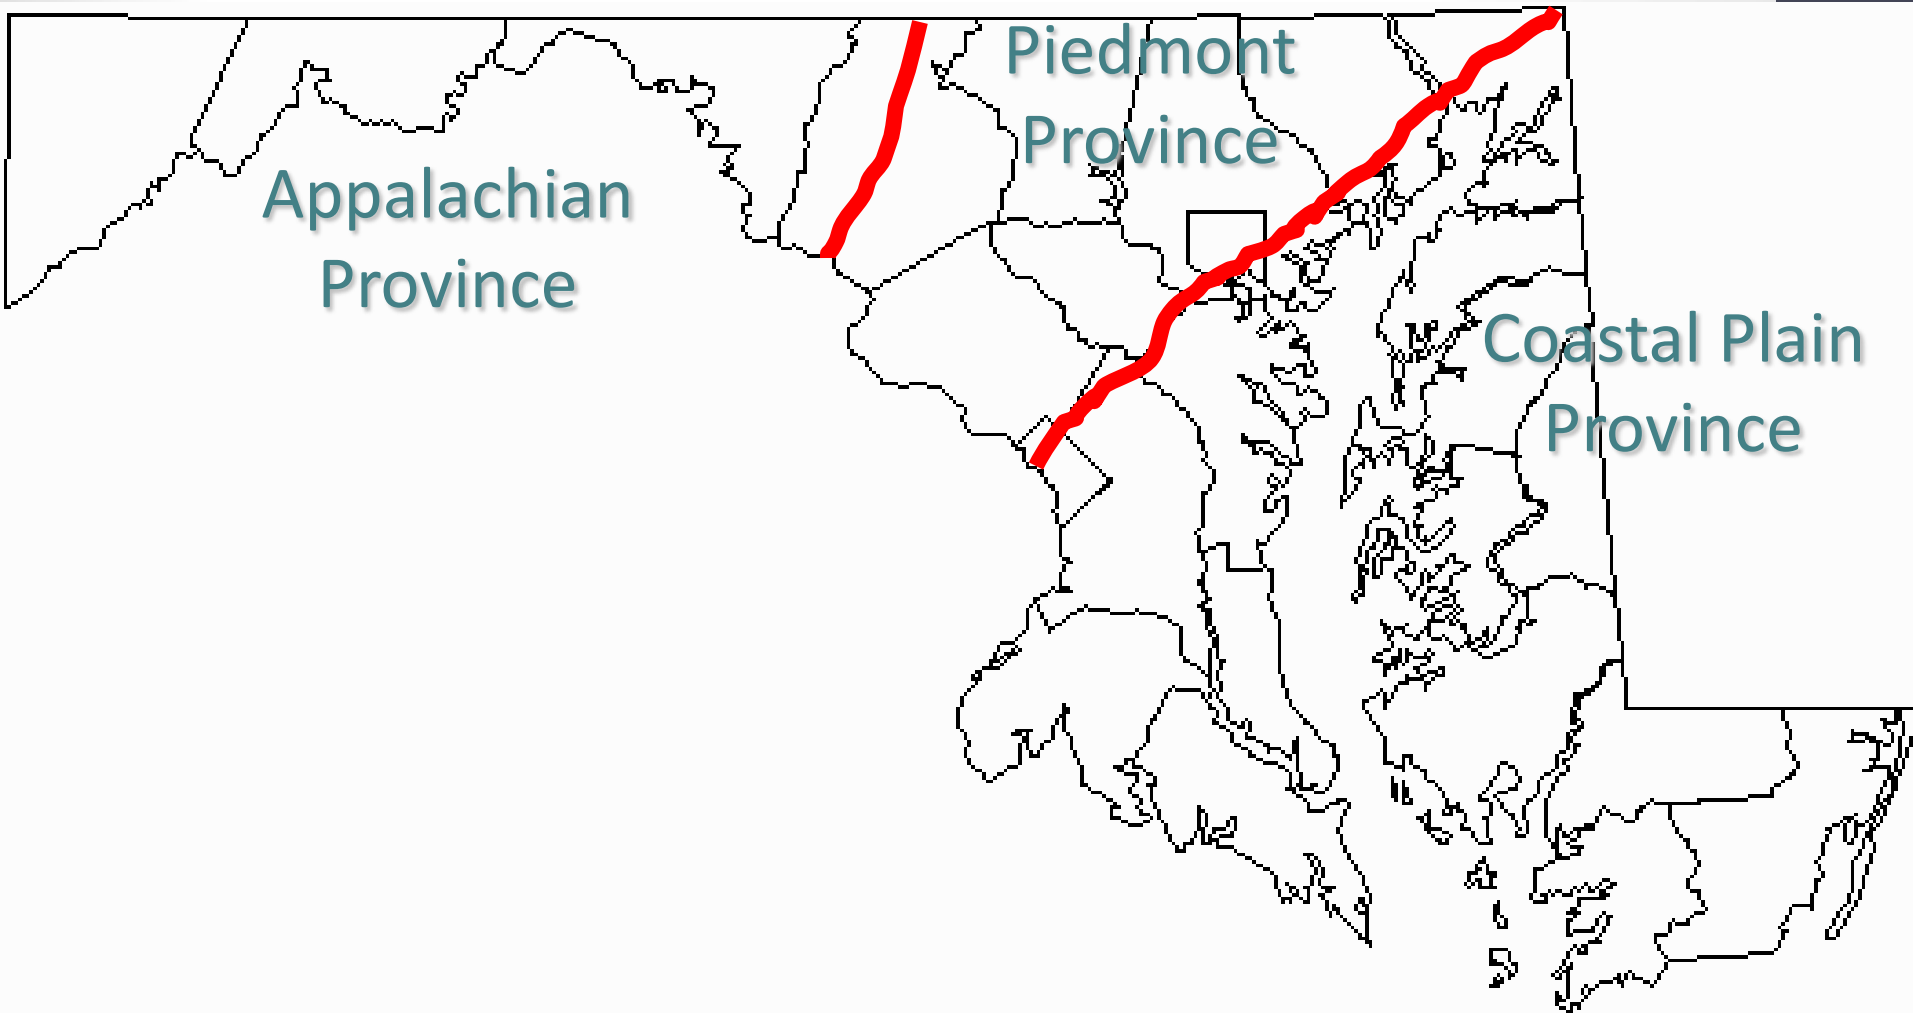 Piedmont
Province
Appalachian
Province
Coastal Plain
Province